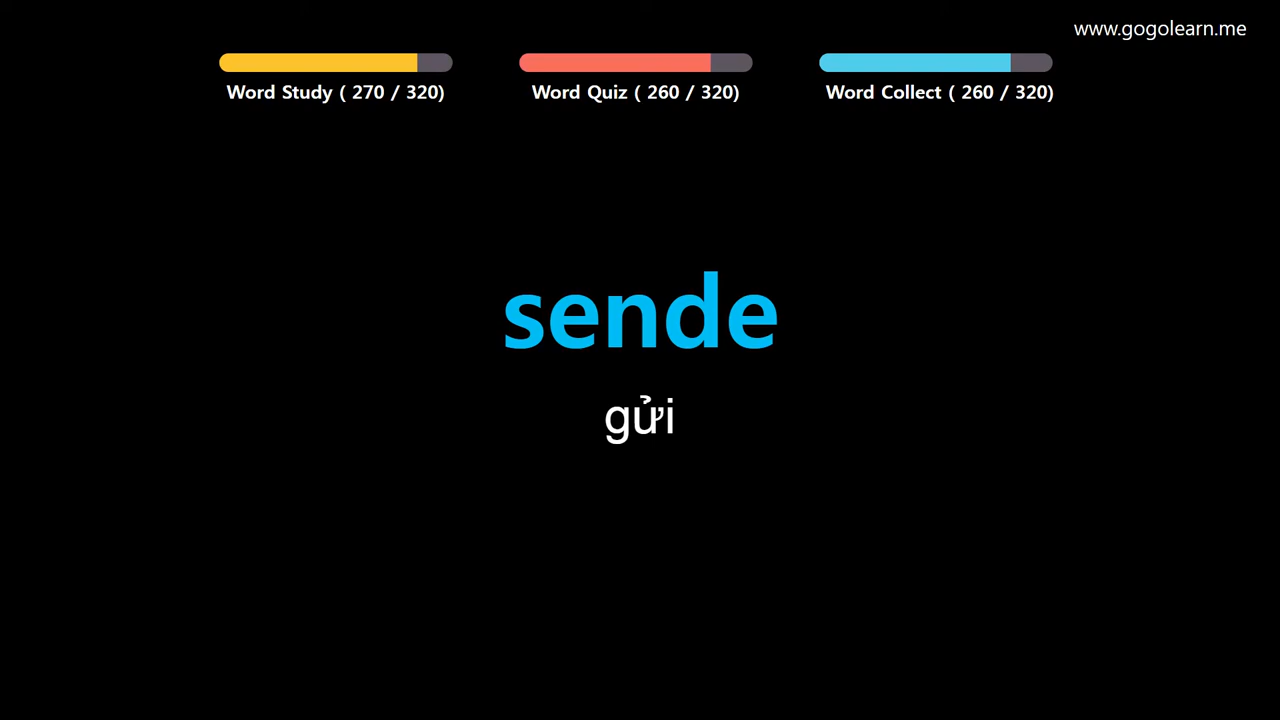 www.gogolearn.me
Word Study ( 270 / 320)
Word Quiz ( 260 / 320)
Word Collect ( 260 / 320)
sende
gửi